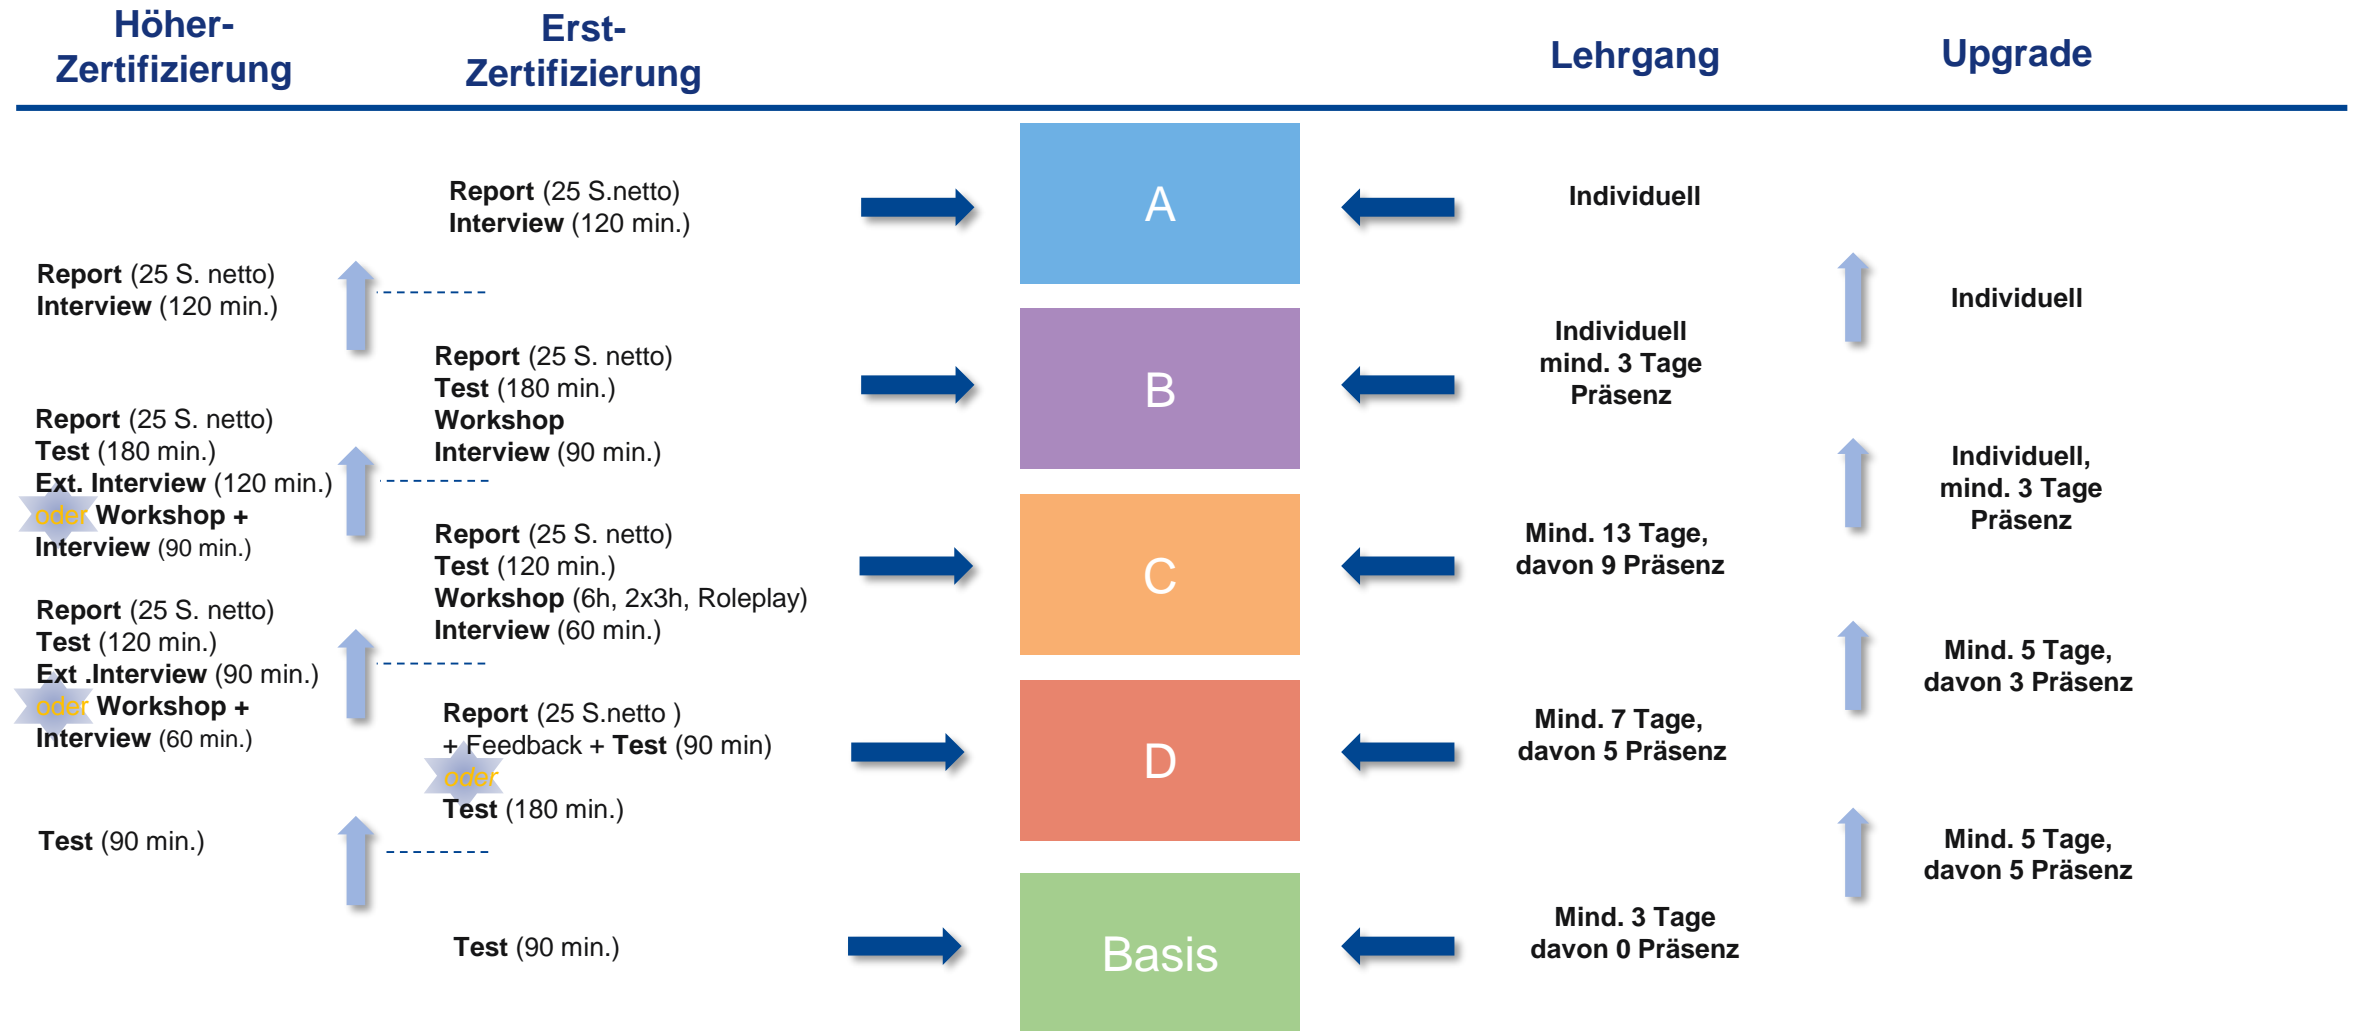 Höher-
Zertifizierung
Erst-
Zertifizierung
Lehrgang
Upgrade
Report (25 S.netto)
Interview (120 min.)
A
Individuell
Report (25 S. netto)
Interview (120 min.)
Individuell
Report (25 S. netto)
Test (180 min.)
Workshop
Interview (90 min.)
B
Individuell
mind. 3 Tage
Präsenz
Report (25 S. netto)
Test (180 min.)
Ext. Interview (120 min.)
oder Workshop +
Interview (90 min.)
Individuell,
mind. 3 Tage
Präsenz
Report (25 S. netto)
Test (120 min.)
Workshop (6h, 2x3h, Roleplay)
Interview (60 min.)
C
Mind. 13 Tage,
davon 9 Präsenz
Report (25 S. netto)
Test (120 min.)
Ext .Interview (90 min.)
oder Workshop +
Interview (60 min.)
Mind. 5 Tage,
davon 3 Präsenz
Report (25 S.netto )
+ Feedback + Test (90 min)
oder
Test (180 min.)
D
Mind. 7 Tage,
davon 5 Präsenz
Test (90 min.)
Mind. 5 Tage,
davon 5 Präsenz
Test (90 min.)
Basis
Mind. 3 Tage
davon 0 Präsenz